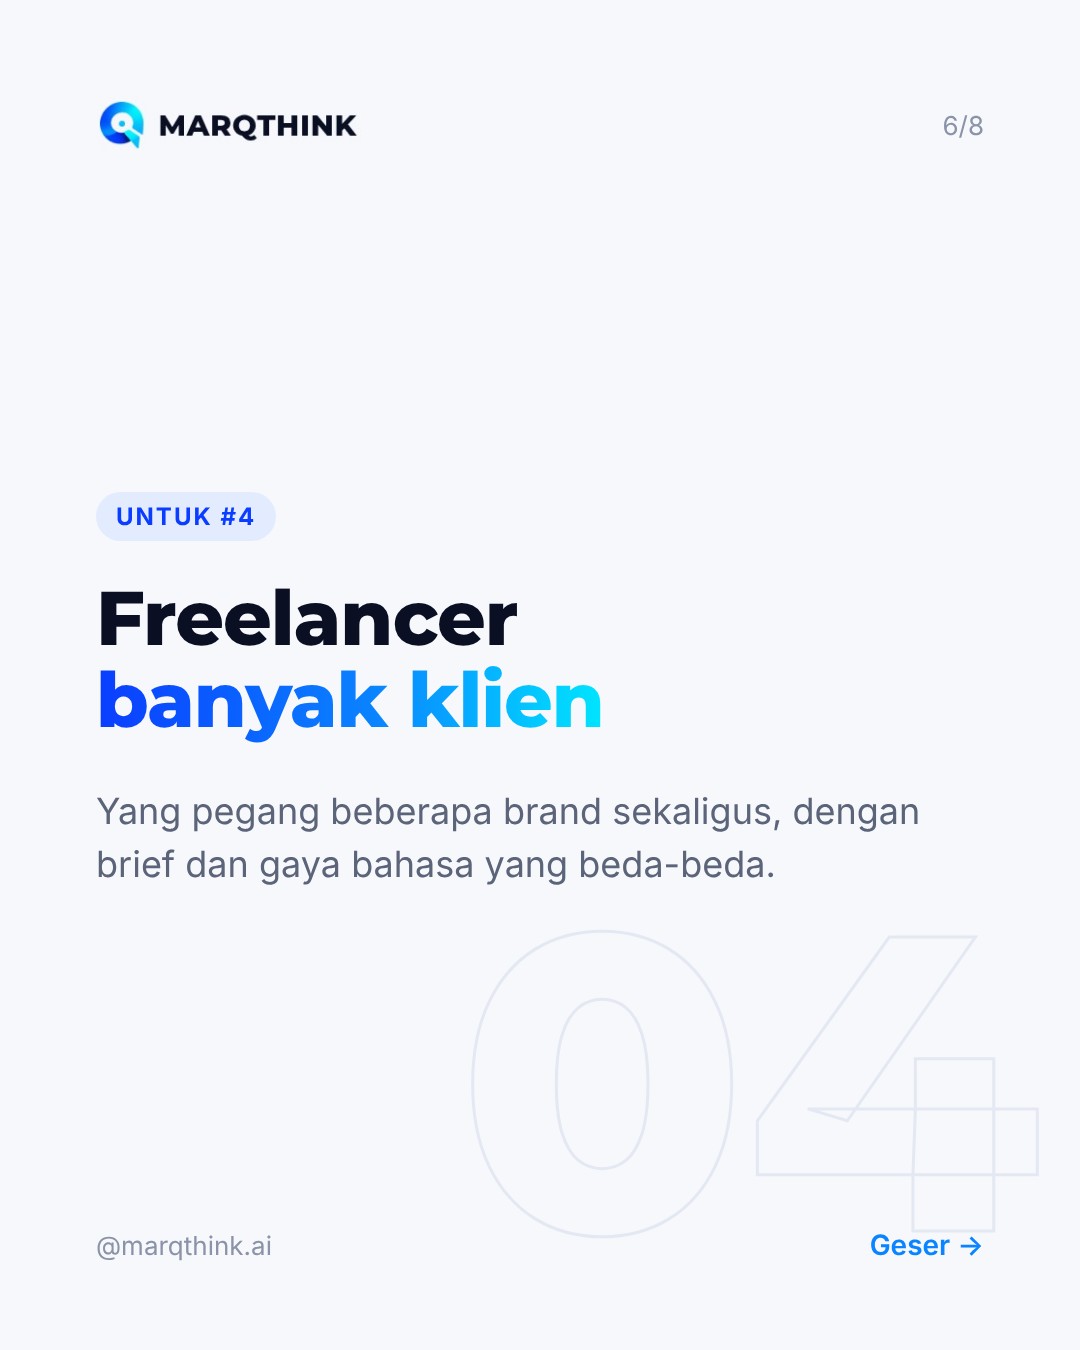 MARQTHINK
6/8
UNTUK #4
Freelancer
banyak klien
Yang pegang beberapa brand sekaligus, dengan
brief dan gaya bahasa yang beda-beda.
04
@marqthink.ai
Geser →